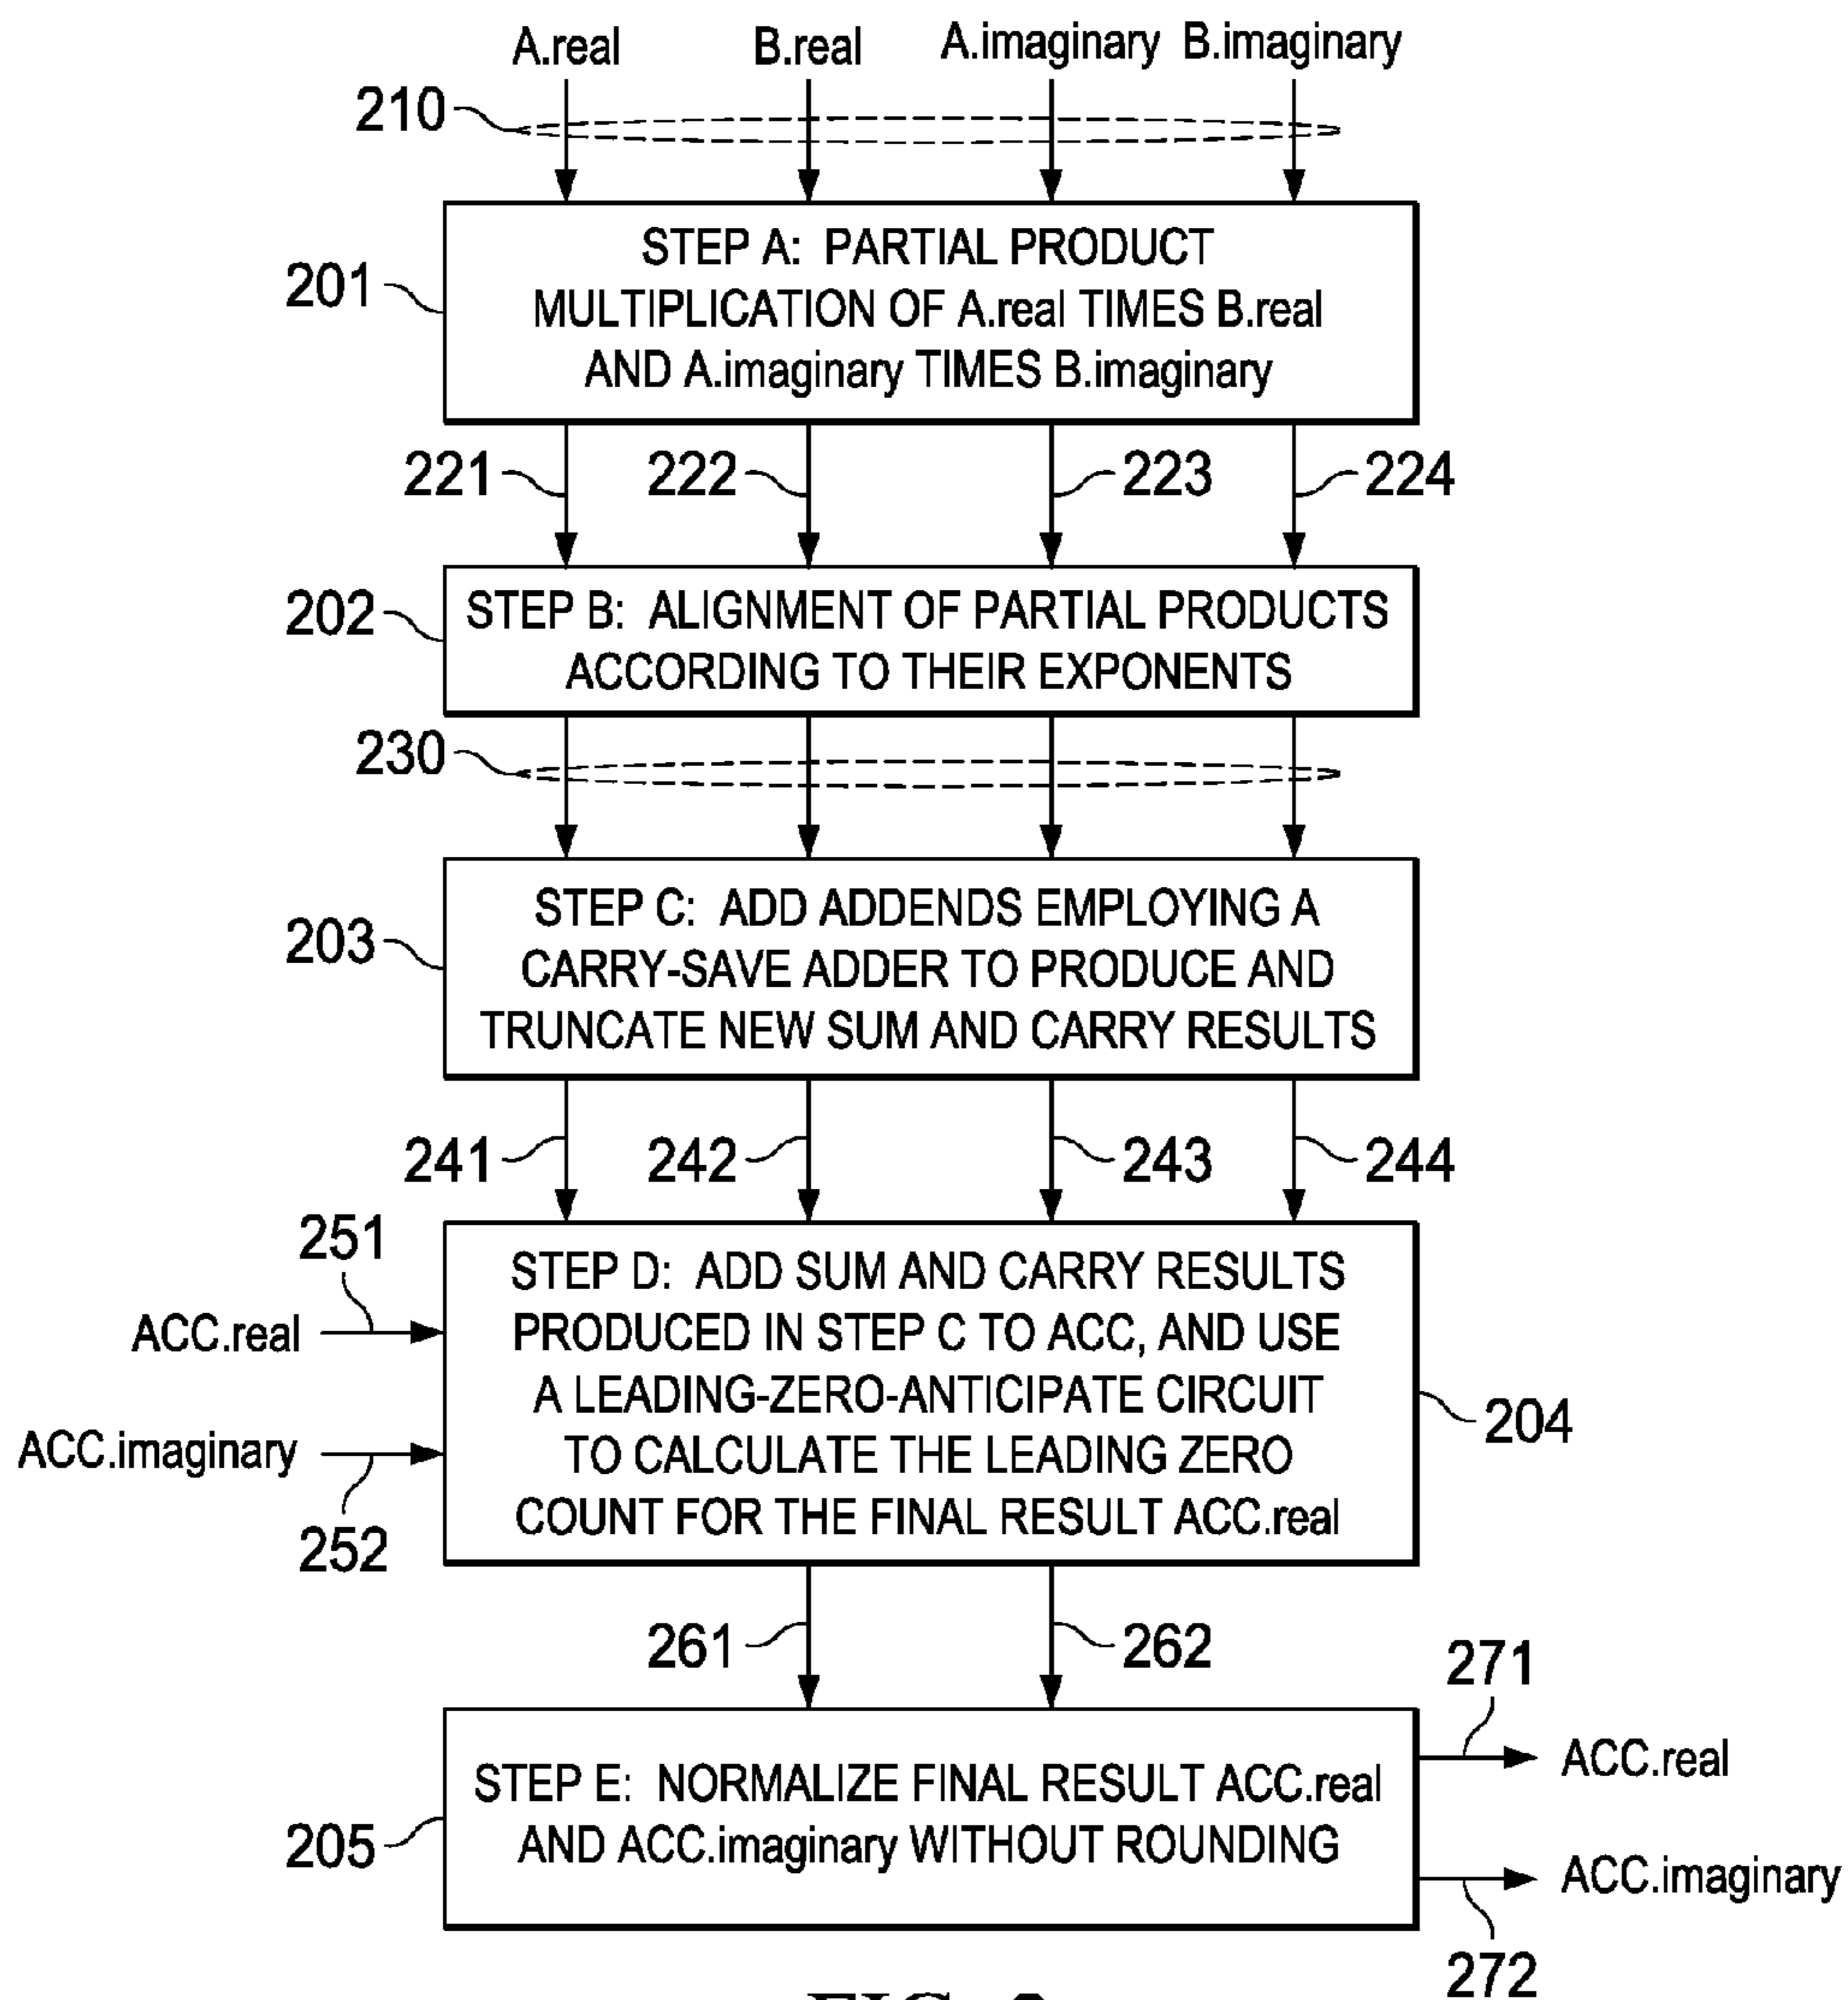 A.real B.real A.imaginary B.imaginary
210
201
STEP A: PARTIAL PRODUCT
MULTIPLICATION OF A.real TIMES B.real
AND A.imaginary TIMES B.imaginary
221 222 223 224
202
STEP B: ALIGNMENT OF PARTIAL PRODUCTS
ACCORDING TO THEIR EXPONENTS
230
203
STEP C: ADD ADDENDS EMPLOYING A
CARRY-SAVE ADDER TO PRODUCE AND
TRUNCATE NEW SUM AND CARRY RESULTS
241 242 243 244
251
ACC.real
ACC.imaginary
252
STEP D: ADD SUM AND CARRY RESULTS
PRODUCED IN STEP C TO ACC, AND USE
A LEADING-ZERO-ANTICIPATE CIRCUIT
TO CALCULATE THE LEADING ZERO
COUNT FOR THE FINAL RESULT ACC.real
204
261 262
205
STEP E: NORMALIZE FINAL RESULT ACC.real
AND ACC.imaginary WITHOUT ROUNDING
271
ACC.real
ACC.imaginary
272